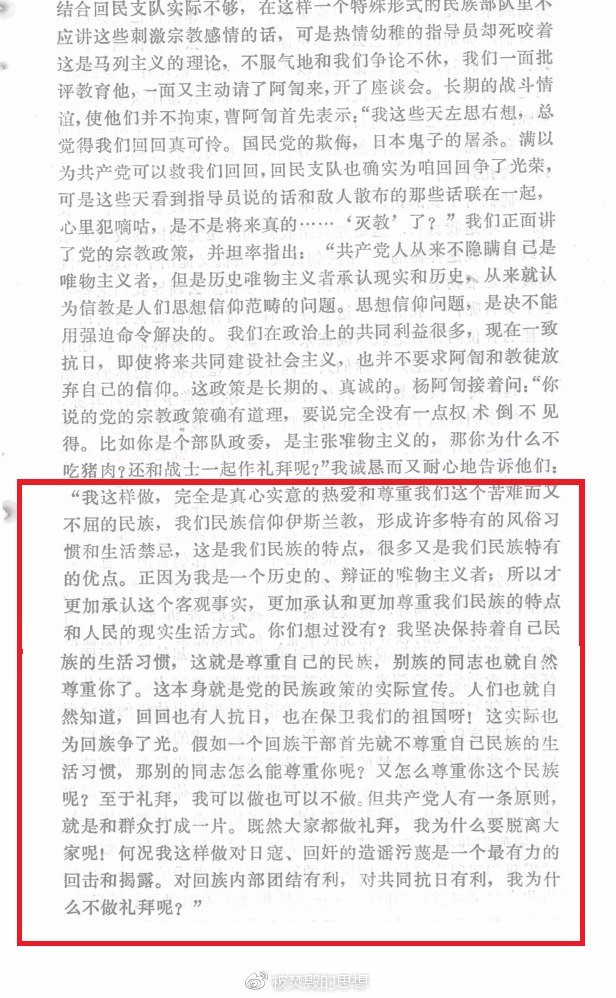 结合回民支队实际不够，在这样一个特殊形式的民族部队里不
应讲这些刺激宗教感情的话，可是热情幼稚的指导员却死咬着
这是马列主义的理论，不服气地和我们争论不休，我们一面批
评教育他，一面又主动请了阿訇来，开了座谈会。长期的战斗情
谊，使他们并不拘束，曹阿訇首先表示：“我这些天左思右想，总
觉得我们回回真可怜。国民党的欺侮，日本鬼子的屠杀。满以
为共产党可以救我们回回，回民支队也确实为咱回回争了光荣，
可是这些天看到指导员说的话和敌人散布的那些话联在一起，
心里犯嘀咕，是不是将来真的……‘灭教’了？”我们正面讲
了党的宗教政策，并坦率指出：“共产党人从来不隐瞒自己是
唯物主义者，但是历史唯物主义者承认现实和历史，从来就认
为信教是人们思想信仰范畴的问题。思想信仰问题，是决不能
用强迫命令解决的。我们在政治上的共同利益很多，现在一致
抗日，即使将来共同建设社会主义，也并不要求阿訇和教徒放
弃自己的信仰。这政策是长期的、真诚的。杨阿訇接着问：“你
说的党的宗教政策确有道理，要说完全没有一点权术倒不见
得。比如你是个部队政委，是主张唯物主义的，那你为什么不
吃猪肉？还和战士一起作礼拜呢？”我诚恳而又耐心地告诉他们：
“我这样做，完全是真心实意的热爱和尊重我们这个苦难而又
不屈的民族，我们民族信仰伊斯兰教，形成许多特有的风俗习
惯和生活禁忌，这是我们民族的特点，很多又是我们民族特有
的优点。正因为我是一个历史的、辩证的唯物主义者；所以才
更加承认这个客观事实，更加承认和更加尊重我们民族的特点
和人民的现实生活方式。你们想过没有？我坚决保持着自己民
族的生活习惯，这就是尊重自己的民族，别族的同志也就自然
尊重你了。这本身就是党的民族政策的实际宣传。人们也就自
然知道，回回也有人抗日，也在保卫我们的祖国呀！这实际也
为回族争了光。假如一个回族干部首先就不尊重自己民族的生
活习惯，那别的同志怎么能尊重你呢？又怎么尊重你这个民族
呢？至于礼拜，我可以做也可以不做。但共产党人有一条原则，
就是和群众打成一片。既然大家都做礼拜，我为什么要脱离大
家呢！何况我这样做对日寇、回奸的造谣污蔑是一个最有力的
回击和揭露。对回族内部团结有利，对共同抗日有利，我为什
么不做礼拜呢？”
被焚毁的思想